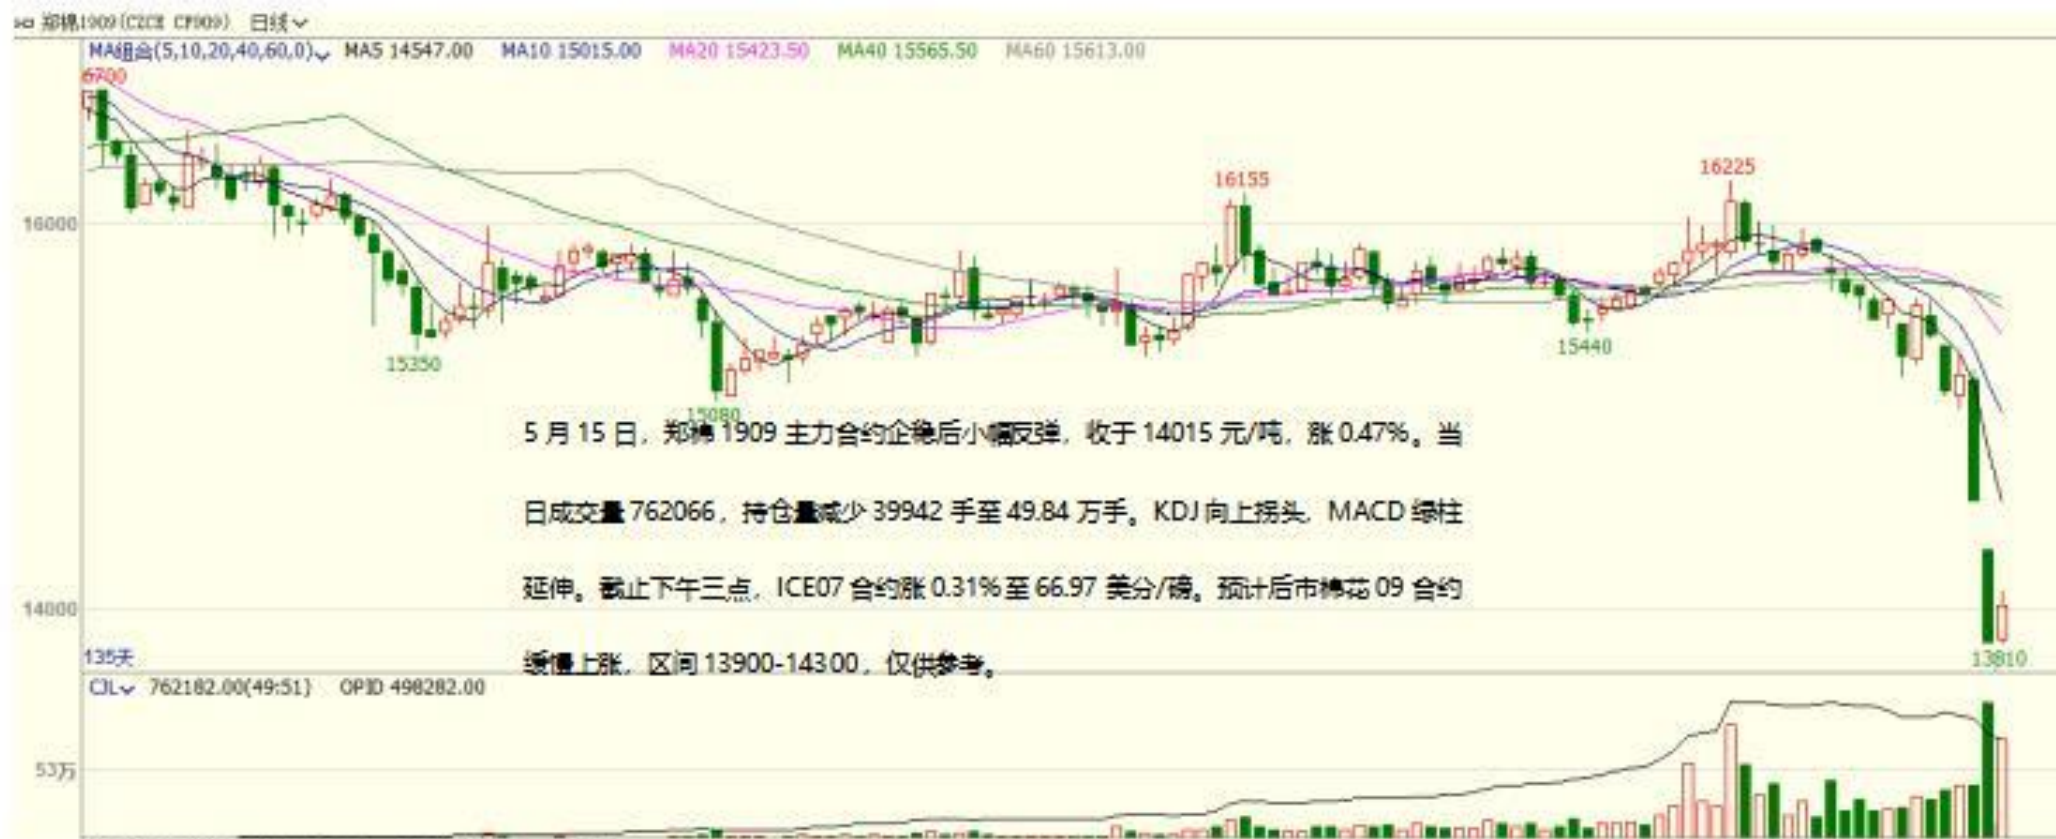 郑棉1909(CZCE CF909) 日线
MA组合(5,10,20,40,60,0) MA5 14547.00 MA10 15015.00 MA20 15423.50 MA40 15565.50 MA60 15613.00
6700
16155
16225
16000
15350
15440
15080
5 月 15 日，郑棉 1909 主力合约企稳后小幅反弹，收于 14015 元/吨，涨 0.47%。当
日成交量 762066，持仓量减少 39942 手至 49.84 万手。KDJ 向上拐头，MACD 绿柱
延伸。截止下午三点，ICE07 合约涨 0.31%至 66.97 美分/磅。预计后市棉花 09 合约
14000
缓慢上涨，区间 13900-14300，仅供参考。
135天
13810
CJL 762182.00(49:51) OPID 498282.00
53万